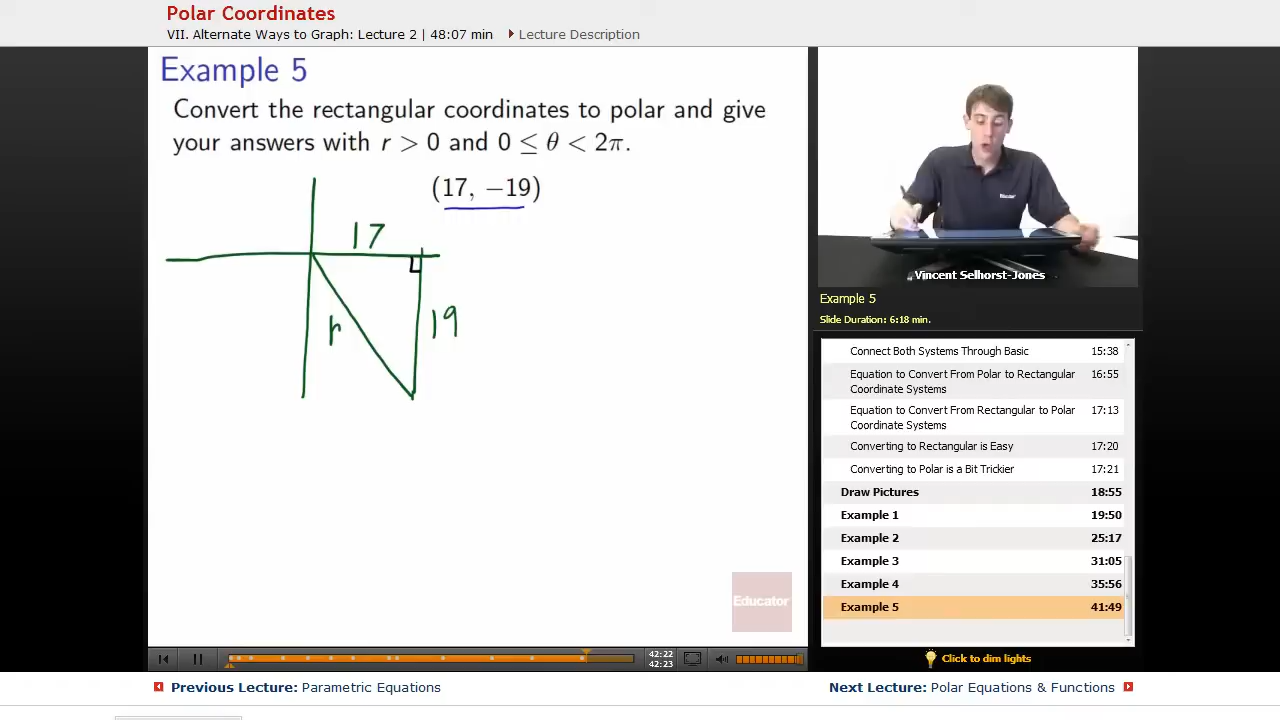 Polar Coordinates
VII. Alternate Ways to Graph: Lecture 2 | 48:07 min
Lecture Description
Example 5
Convert the rectangular coordinates to polar and give
your answers with r > 0 and 0 ≤ θ < 2π.
(17, −19)
17
r
19
Educator
Vincent Selhorst-Jones
Example 5
Slide Duration: 6:18 min.
Connect Both Systems Through Basic 15:38
Equation to Convert From Polar to Rectangular 16:55
Coordinate Systems
Equation to Convert From Rectangular to Polar 17:13
Coordinate Systems
Converting to Rectangular is Easy 17:20
Converting to Polar is a Bit Trickier 17:21
Draw Pictures 18:55
Example 1 19:50
Example 2 25:17
Example 3 31:05
Example 4 35:56
Example 5 41:49
42:22
42:23
Click to dim lights
Previous Lecture: Parametric Equations
Next Lecture: Polar Equations & Functions